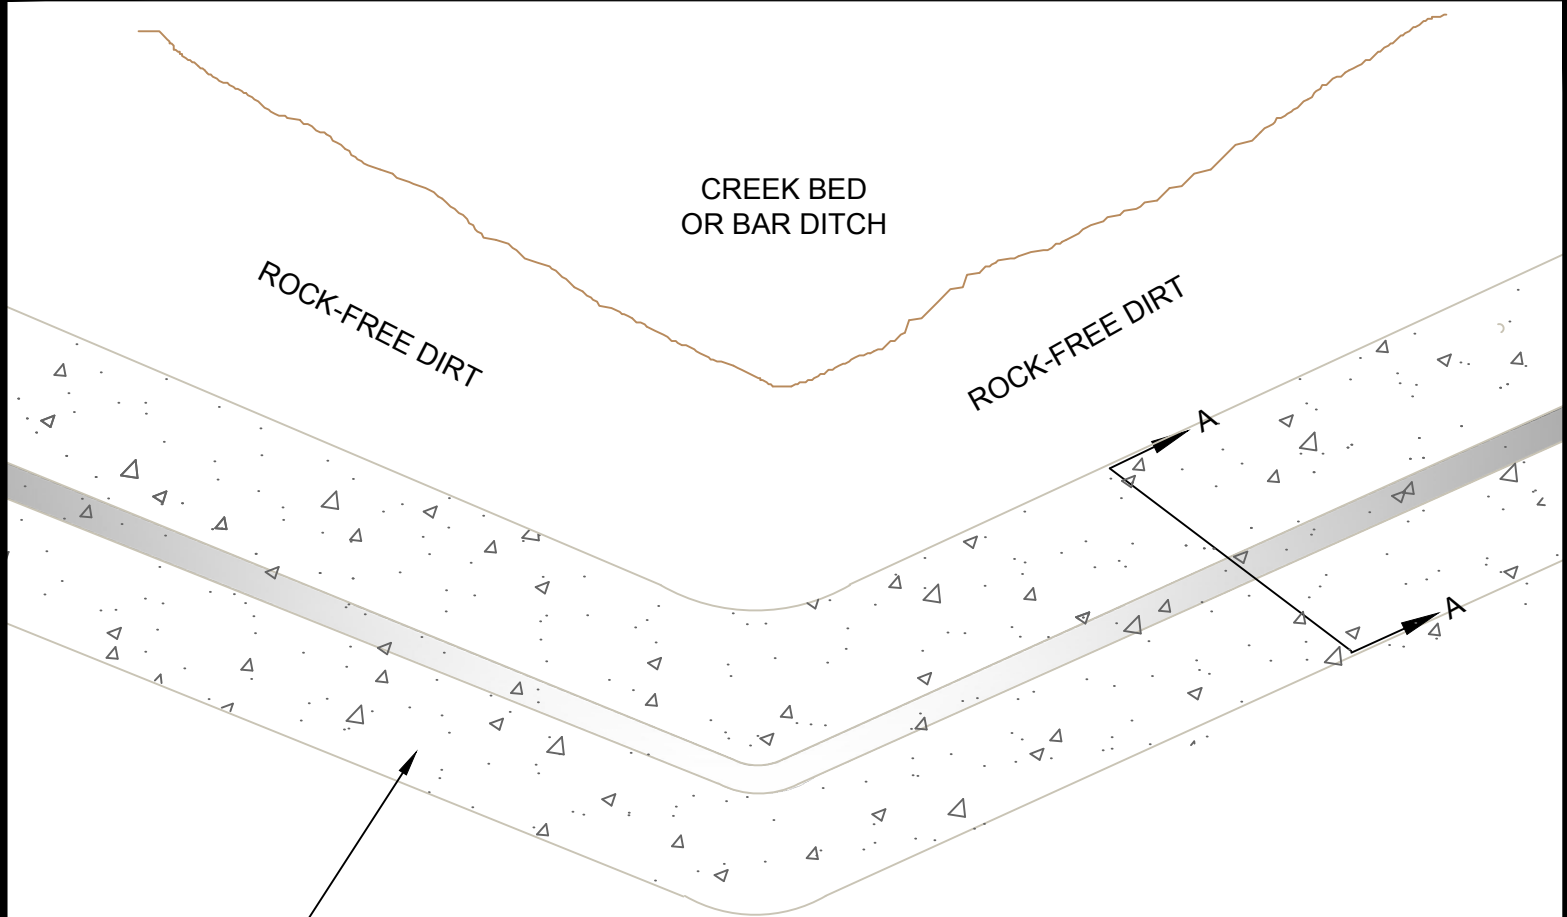 CREEK BED
OR BAR DITCH
ROCK-FREE DIRT
ROCK-FREE DIRT
A
A